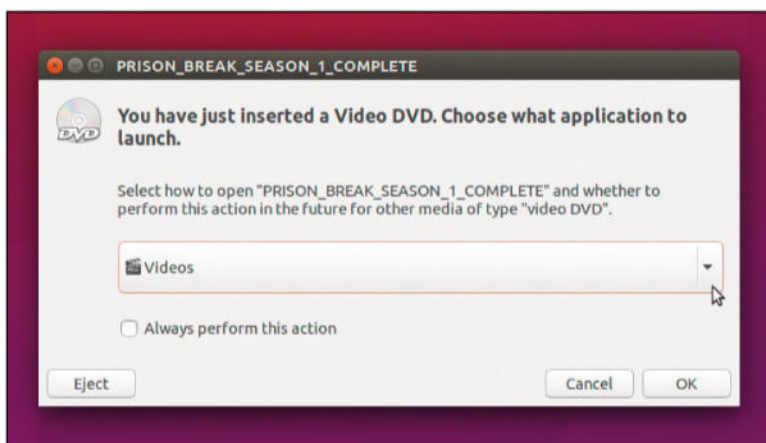 PRISON_BREAK_SEASON_1_COMPLETE
DVD
You have just inserted a Video DVD. Choose what application to
launch.
Select how to open "PRISON_BREAK_SEASON_1_COMPLETE" and whether to
perform this action in the future for other media of type "video DVD".
Videos
Always perform this action
Eject
Cancel
OK